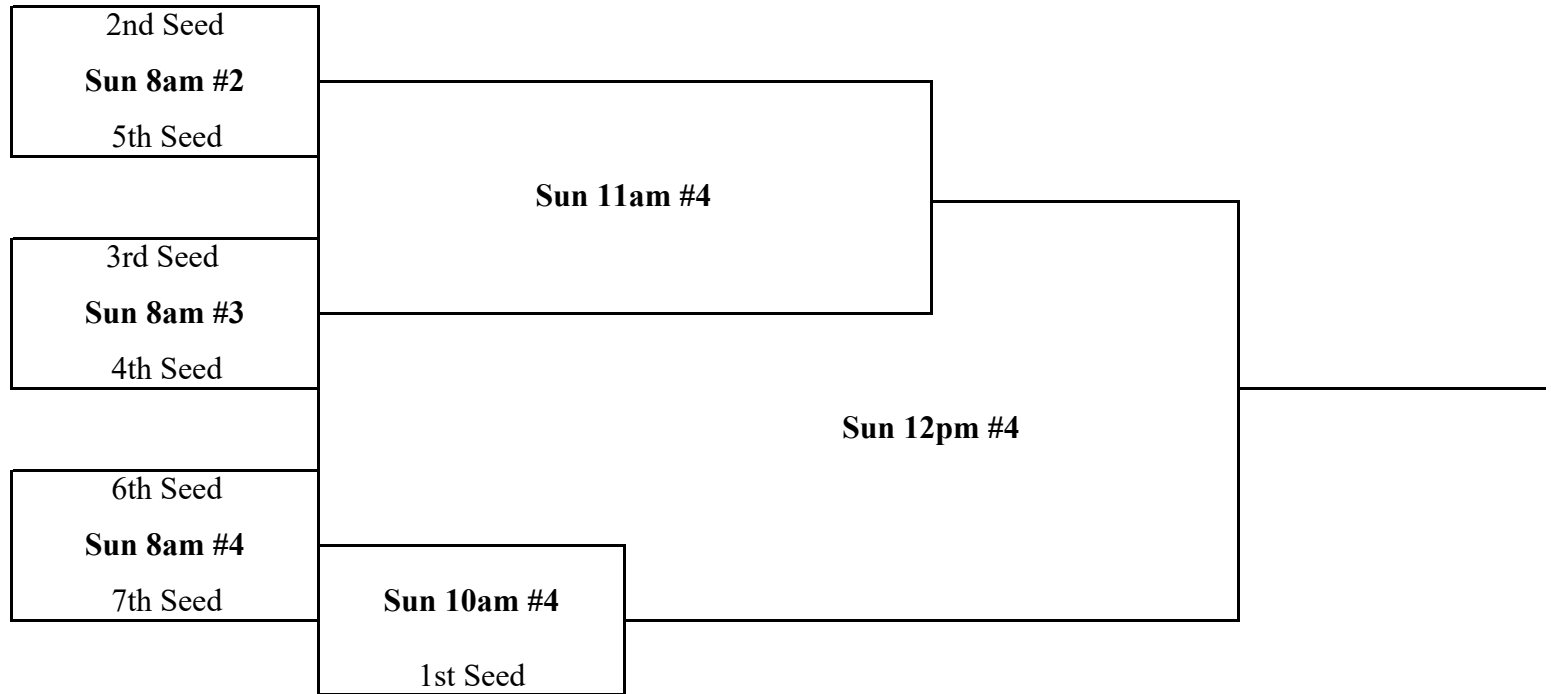 2nd Seed
Sun 8am #2
5th Seed
Sun 11am #4
3rd Seed
Sun 8am #3
4th Seed
Sun 12pm #4
6th Seed
Sun 8am #4
7th Seed
Sun 10am #4
1st Seed